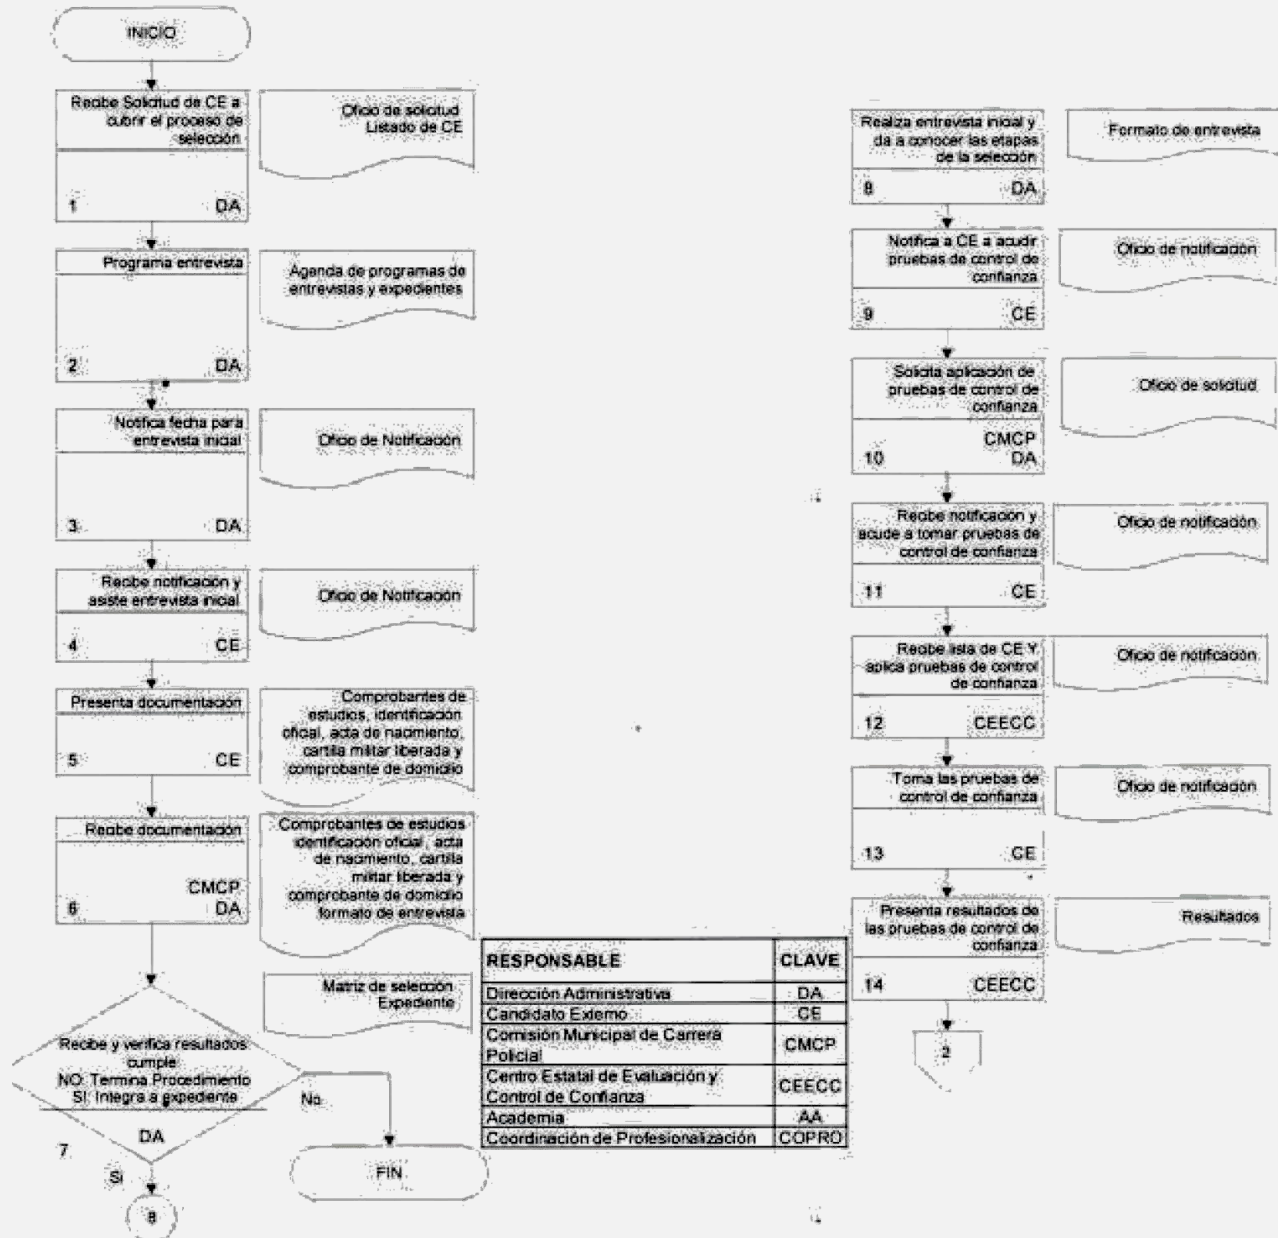 INICIO
Recibe Solicitud de CE a
cubrir el proceso de
selección
1 DA
Oficio de solicitud
Listado de CE
Programa entrevista
2 DA
Agenda de programas de
entrevistas y expedientes
Notifica fecha para
entrevista inicial
3 DA
Oficio de Notificación
Recibe notificación y
asiste entrevista inicial
4 CE
Oficio de Notificación
Presenta documentación
5 CE
Comprobantes de
estudios, identificación
oficial, acta de nacimiento,
cartilla militar liberada y
comprobante de domicilio
Recibe documentación
CMCP
6 DA
Comprobantes de estudios
identificación oficial, acta
de nacimiento, cartilla
militar liberada y
comprobante de domicilio
formato de entrevista
Matriz de selección
Expediente
Recibe y verifica resultados
cumple
NO: Termina Procedimiento
SI: Integra a expediente
DA
7
No
Si
FIN
8
RESPONSABLE CLAVE
Dirección Administrativa DA
Candidato Externo CE
Comisión Municipal de Carrera
Policial CMCP
Centro Estatal de Evaluación y
Control de Confianza CEECC
Academia AA
Coordinación de Profesionalización COPRO
Realiza entrevista inicial y
da a conocer las etapas
de la selección
8 DA
Formato de entrevista
Notifica a CE a acudir
pruebas de control de
confianza
9 CE
Oficio de notificación
Solicita aplicación de
pruebas de control de
confianza
CMCP
10 DA
Oficio de solicitud
Recibe notificación y
acude a tomar pruebas de
control de confianza
11 CE
Oficio de notificación
Recibe lista de CE Y
aplica pruebas de control
de confianza
12 CEECC
Oficio de notificación
Toma las pruebas de
control de confianza
13 CE
Oficio de notificación
Presenta resultados de
las pruebas de control de
confianza
14 CEECC
Resultados
2